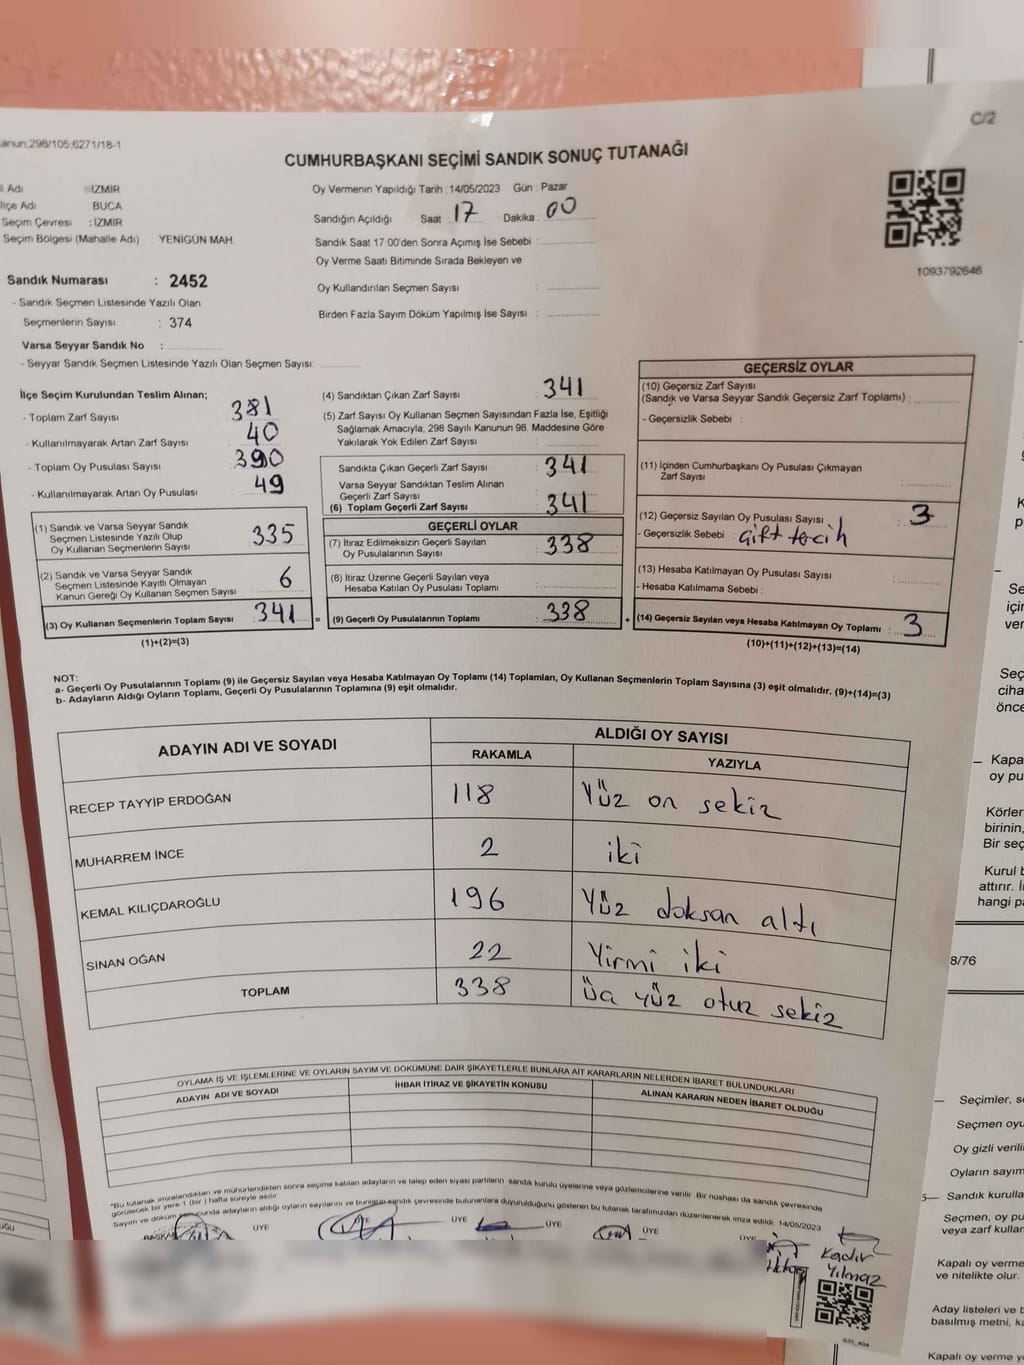 C/2
298/105;6271/18-1
CUMHURBAŞKANI SEÇİMİ SANDIK SONUÇ TUTANAĞI
Adı : İZMİR
İlçe Adı BUCA
Seçim Çevresi : İZMİR
Seçim Bölgesi (Mahalle Adı) : YENİGÜN MAH.
Oy Vermenin Yapıldığı Tarih : 14/05/2023 Gün : Pazar
Sandığın Açıldığı Saat : 17 Dakika : 00
Sandık Saat 17:00'den Sonra Açımış İse Sebebi :
Oy Verme Saati Bitiminde Sırada Bekleyen ve
Oy Kullandırılan Seçmen Sayısı :
Birden Fazla Sayım Döküm Yapılmış İse Sayısı :
1093792646
Sandık Numarası : 2452
- Sandık Seçmen Listesinde Yazılı Olan
Seçmenlerin Sayısı : 374
Varsa Seyyar Sandık No :
- Seyyar Sandık Seçmen Listesinde Yazılı Olan Seçmen Sayısı:
İlçe Seçim Kurulundan Teslim Alınan;
- Toplam Zarf Sayısı 381
- Kullanılmayarak Artan Zarf Sayısı 40
- Toplam Oy Pusulası Sayısı 390
- Kullanılmayarak Artan Oy Pusulası 49
(1) Sandık ve Varsa Seyyar Sandık
Seçmen Listesinde Yazılı Olup
Oy Kullanan Seçmenlerin Sayısı 335
(2) Sandık ve Varsa Seyyar Sandık
Seçmen Listesinde Kayıtlı Olmayan
Kanun Gereği Oy Kullanan Seçmen Sayısı 6
(3) Oy Kullanan Seçmenlerin Toplam Sayısı 341
(1)+(2)=(3)
(4) Sandıktan Çıkan Zarf Sayısı : 341
(5) Zarf Sayısı Oy Kullanan Seçmen Sayısından Fazla İse, Eşitliği
Sağlamak Amacıyla, 298 Sayılı Kanunun 98. Maddesine Göre
Yakılarak Yok Edilen Zarf Sayısı :
Sandıkta Çıkan Geçerli Zarf Sayısı : 341
Varsa Seyyar Sandıktan Teslim Alınan
Geçerli Zarf Sayısı
(6) Toplam Geçerli Zarf Sayısı : 341
GEÇERLİ OYLAR
(7) İtiraz Edilmeksizin Geçerli Sayılan
Oy Pusulalarının Sayısı : 338
(8) İtiraz Üzerine Geçerli Sayılan veya
Hesaba Katılan Oy Pusulası Toplamı :
= (9) Geçerli Oy Pusulalarının Toplamı : 338
GEÇERSİZ OYLAR
(10) Geçersiz Zarf Sayısı
(Sandık ve Varsa Seyyar Sandık Geçersiz Zarf Toplamı) :
- Geçersizlik Sebebi :
(11) İçinden Cumhurbaşkanı Oy Pusulası Çıkmayan
Zarf Sayısı :
(12) Geçersiz Sayılan Oy Pusulası Sayısı : 3
- Geçersizlik Sebebi : Çift tercih
(13) Hesaba Katılmayan Oy Pusulası Sayısı :
- Hesaba Katılmama Sebebi :
+ (14) Geçersiz Sayılan veya Hesaba Katılmayan Oy Toplamı : 3
(10)+(11)+(12)+(13)=(14)
NOT:
a- Geçerli Oy Pusulalarının Toplamı (9) ile Geçersiz Sayılan veya Hesaba Katılmayan Oy Toplamı (14) Toplamları, Oy Kullanan Seçmenlerin Toplam Sayısına (3) eşit olmalıdır. (9)+(14)=(3)
b- Adayların Aldığı Oyların Toplamı, Geçerli Oy Pusulalarının Toplamına (9) eşit olmalıdır.
ADAYIN ADI VE SOYADI ALDIĞI OY SAYISI
RAKAMLA YAZIYLA
RECEP TAYYİP ERDOĞAN 118 Yüz on sekiz
MUHARREM İNCE 2 iki
KEMAL KILIÇDAROĞLU 196 Yüz doksan altı
SİNAN OĞAN 22 Yirmi iki
TOPLAM 338 üç yüz otuz sekiz
OYLAMA İŞ VE İŞLEMLERİNE VE OYLARIN SAYIM VE DÖKÜMÜNE DAİR ŞİKAYETLERLE BUNLARA AİT KARARLARIN NELERDEN İBARET BULUNDUKLARI
ADAYIN ADI VE SOYADI İHBAR İTİRAZ VE ŞİKAYETİN KONUSU ALINAN KARARIN NEDEN İBARET OLDUĞU
*Bu tutanak imzalandıktan ve mühürlendikten sonra seçime katılan adayların ve talep eden siyasi partilerin sandık kurulu üyelerine veya gözlemcilerine verilir. Bir nüshası da sandık çevresinde
görülecek bir yere 1 (bir) hafta süreyle asılır.
Sayım ve döküm sonucunda adayların aldığı oyların sayılarını ve bunların sandık çevresinde bulunanlara duyurulduğunu gösteren bu tutanak tarafımızdan düzenlenerek imza edildi. 14/05/2023
ÜYE ÜYE ÜYE ÜYE
Kadir
Yılmaz
8/76
Kapa
oy pu
Körler
birinin,
Bir seç
Kurul
attırır.
hangi
Seçimler,
Seçmen oyu
Oy gizli
Oyların sayım
Sandık
Seçmen, oy
veya zarf
Kapalı oy verme
ve nitelikte olur.
Aday listeleri ve
basılmış metni,
Kapalı oy verme